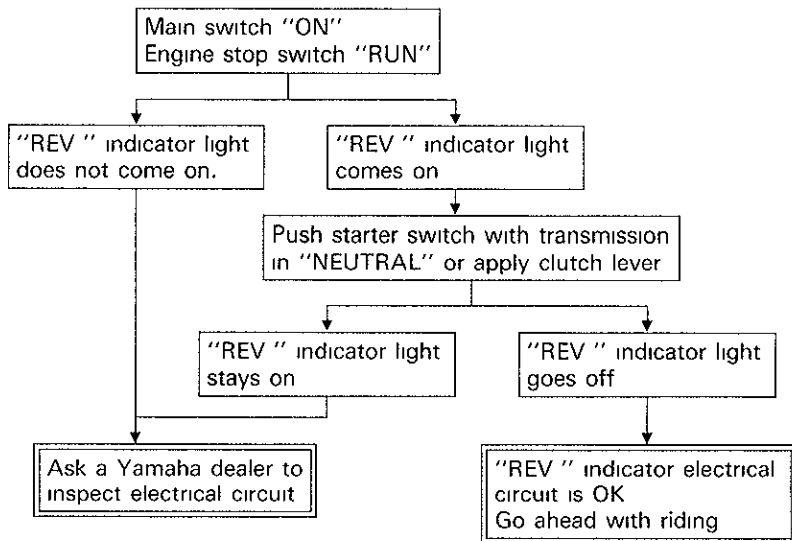 Main switch "ON"
Engine stop switch "RUN"
"REV " indicator light
does not come on.
"REV " indicator light
comes on
Push starter switch with transmission
in "NEUTRAL" or apply clutch lever
"REV " indicator light
stays on
"REV " indicator light
goes off
Ask a Yamaha dealer to
inspect electrical circuit
"REV " indicator electrical
circuit is OK
Go ahead with riding